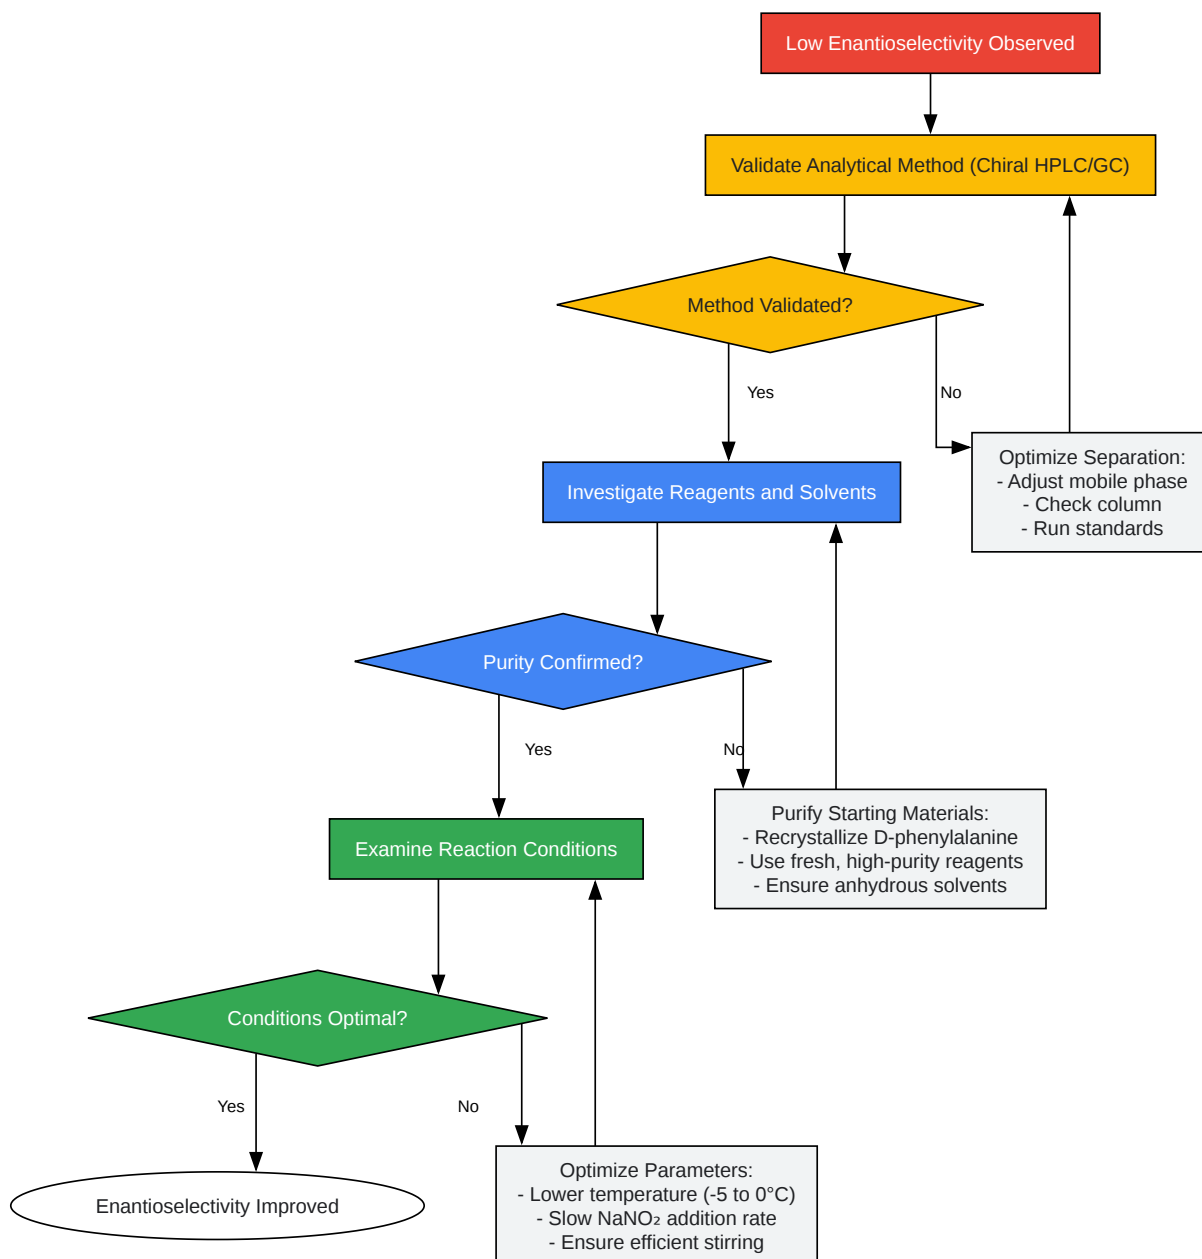 Low Enantioselectivity Observed
Validate Analytical Method (Chiral HPLC/GC)
Method Validated?
Yes
No
Optimize Separation:
- Adjust mobile phase
- Check column
- Run standards
Investigate Reagents and Solvents
Purity Confirmed?
Yes
No
Purify Starting Materials:
- Recrystallize D-phenylalanine
- Use fresh, high-purity reagents
- Ensure anhydrous solvents
Examine Reaction Conditions
Conditions Optimal?
Yes
No
Enantioselectivity Improved
Optimize Parameters:
- Lower temperature (-5 to 0°C)
- Slow NaNO₂ addition rate
- Ensure efficient stirring